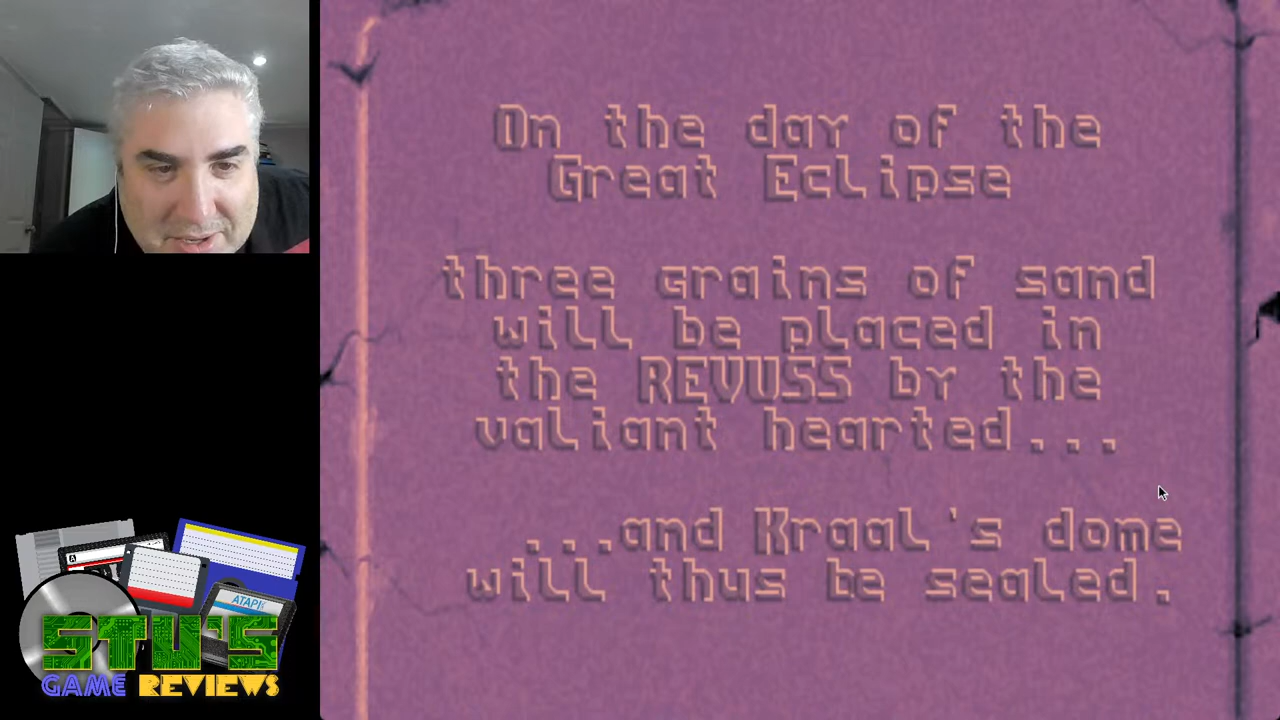 On the day of the
Great Eclipse
three grains of sand
will be placed in
the REVUSS by the
valiant hearted...
...and Kraal's dome
will thus be sealed.
A
ATAPI
STU'S
GAME REVIEWS